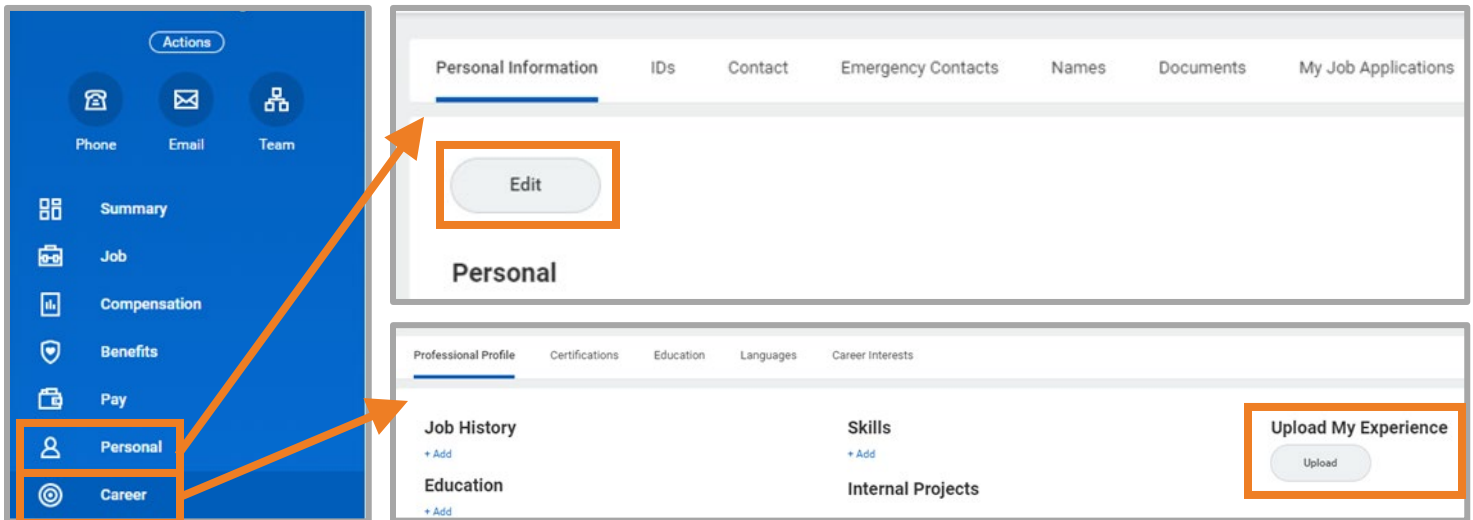 Actions
Phone Email Team
Summary
Job
Compensation
Benefits
Pay
Personal
Career
Personal Information IDs Contact Emergency Contacts Names Documents My Job Applications
Edit
Personal
Professional Profile Certifications Education Languages Career Interests
Job History Skills Upload My Experience
+ Add + Add Upload
Education Internal Projects
+ Add